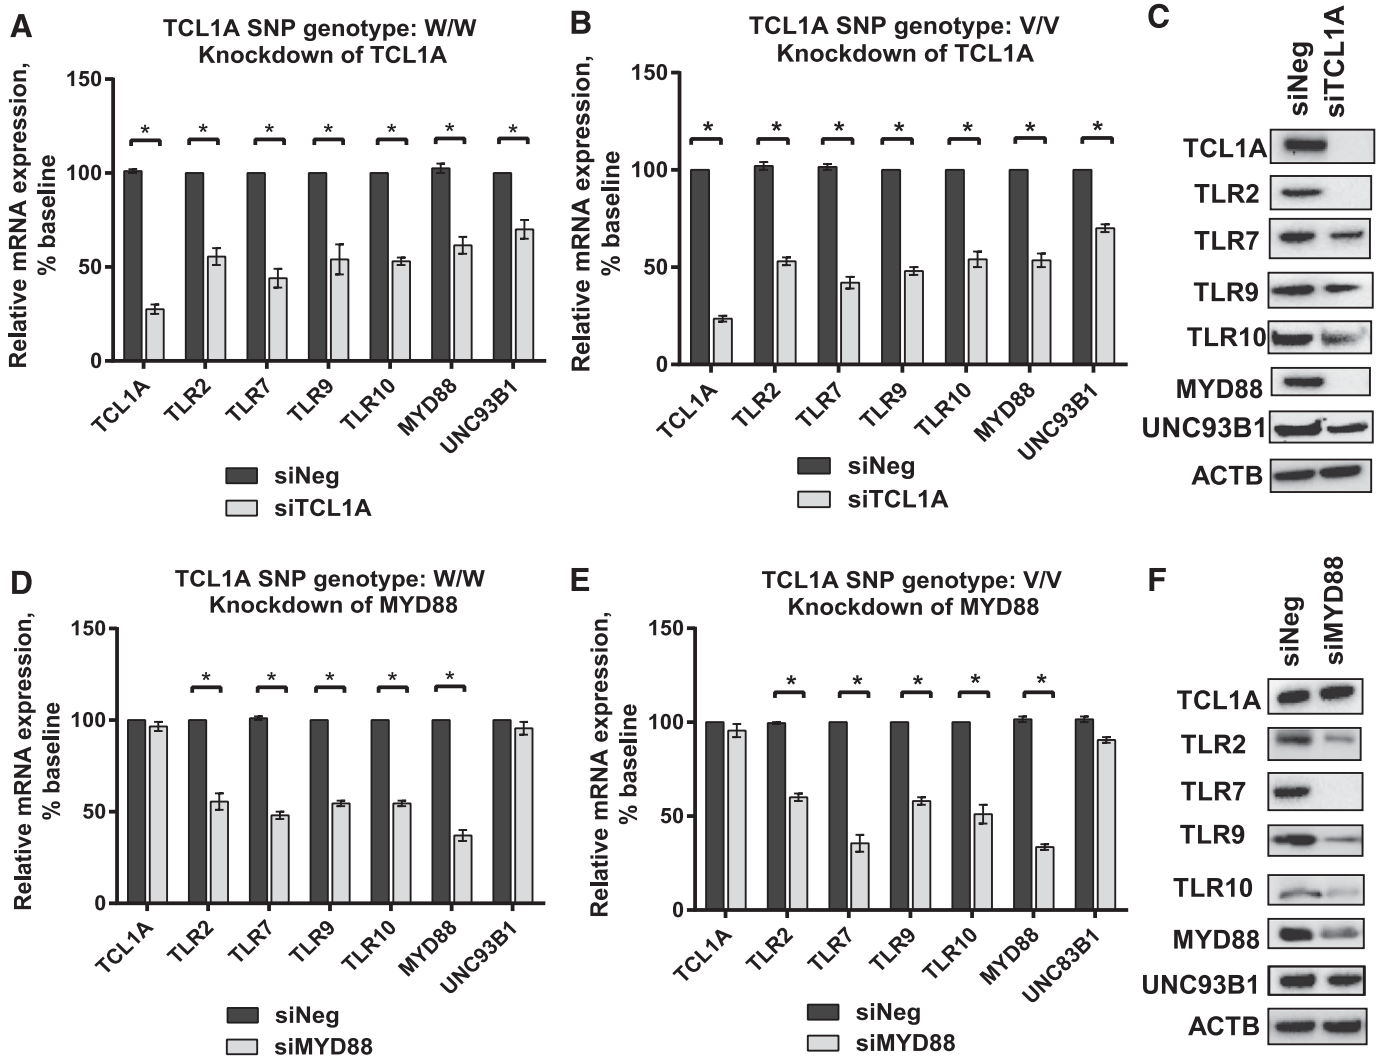 A
TCL1A SNP genotype: W/W
Knockdown of TCL1A
Relative mRNA expression,
% baseline
150
100
50
0
* * * * * * *
TCL1A TLR2 TLR7 TLR9 TLR10 MYD88 UNC93B1
siNeg
siTCL1A
B
TCL1A SNP genotype: V/V
Knockdown of TCL1A
Relative mRNA expression,
% baseline
150
100
50
0
* * * * * * *
TCL1A TLR2 TLR7 TLR9 TLR10 MYD88 UNC93B1
siNeg
siTCL1A
C
siNeg
siTCL1A
TCL1A
TLR2
TLR7
TLR9
TLR10
MYD88
UNC93B1
ACTB
D
TCL1A SNP genotype: W/W
Knockdown of MYD88
Relative mRNA expression,
% baseline
150
100
50
0
* * * * *
TCL1A TLR2 TLR7 TLR9 TLR10 MYD88 UNC93B1
siNeg
siMYD88
E
TCL1A SNP genotype: V/V
Knockdown of MYD88
Relative mRNA expression,
% baseline
150
100
50
0
* * * * *
TCL1A TLR2 TLR7 TLR9 TLR10 MYD88 UNC83B1
siNeg
siMYD88
F
siNeg
siMYD88
TCL1A
TLR2
TLR7
TLR9
TLR10
MYD88
UNC93B1
ACTB